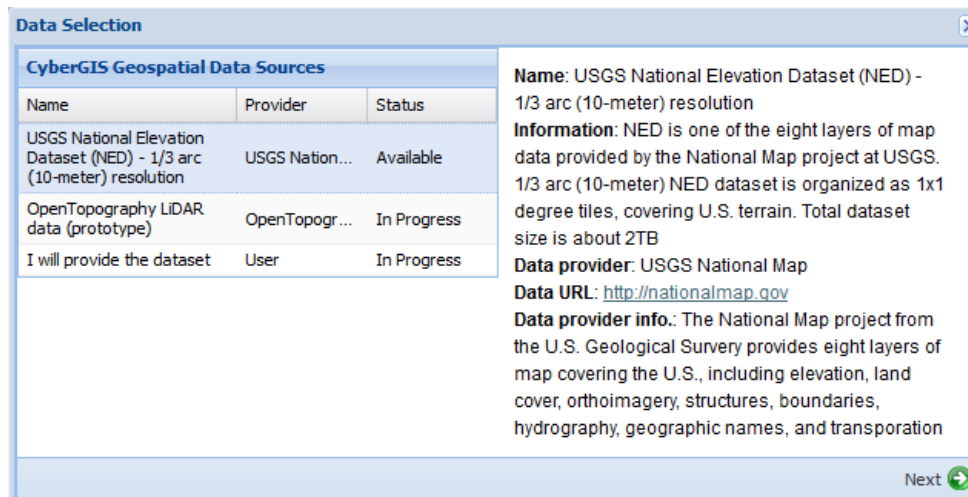 Data Selection
CyberGIS Geospatial Data Sources
Name Provider Status
USGS National Elevation
Dataset (NED) - 1/3 arc
(10-meter) resolution
USGS Nation... Available
OpenTopography LiDAR
data (prototype)
OpenTopogr... In Progress
I will provide the dataset User In Progress
Name: USGS National Elevation Dataset (NED) -
1/3 arc (10-meter) resolution
Information: NED is one of the eight layers of map
data provided by the National Map project at USGS.
1/3 arc (10-meter) NED dataset is organized as 1x1
degree tiles, covering U.S. terrain. Total dataset
size is about 2TB
Data provider: USGS National Map
Data URL: http://nationalmap.gov
Data provider info.: The National Map project from
the U.S. Geological Survery provides eight layers of
map covering the U.S., including elevation, land
cover, orthoimagery, structures, boundaries,
hydrography, geographic names, and transporation
Next